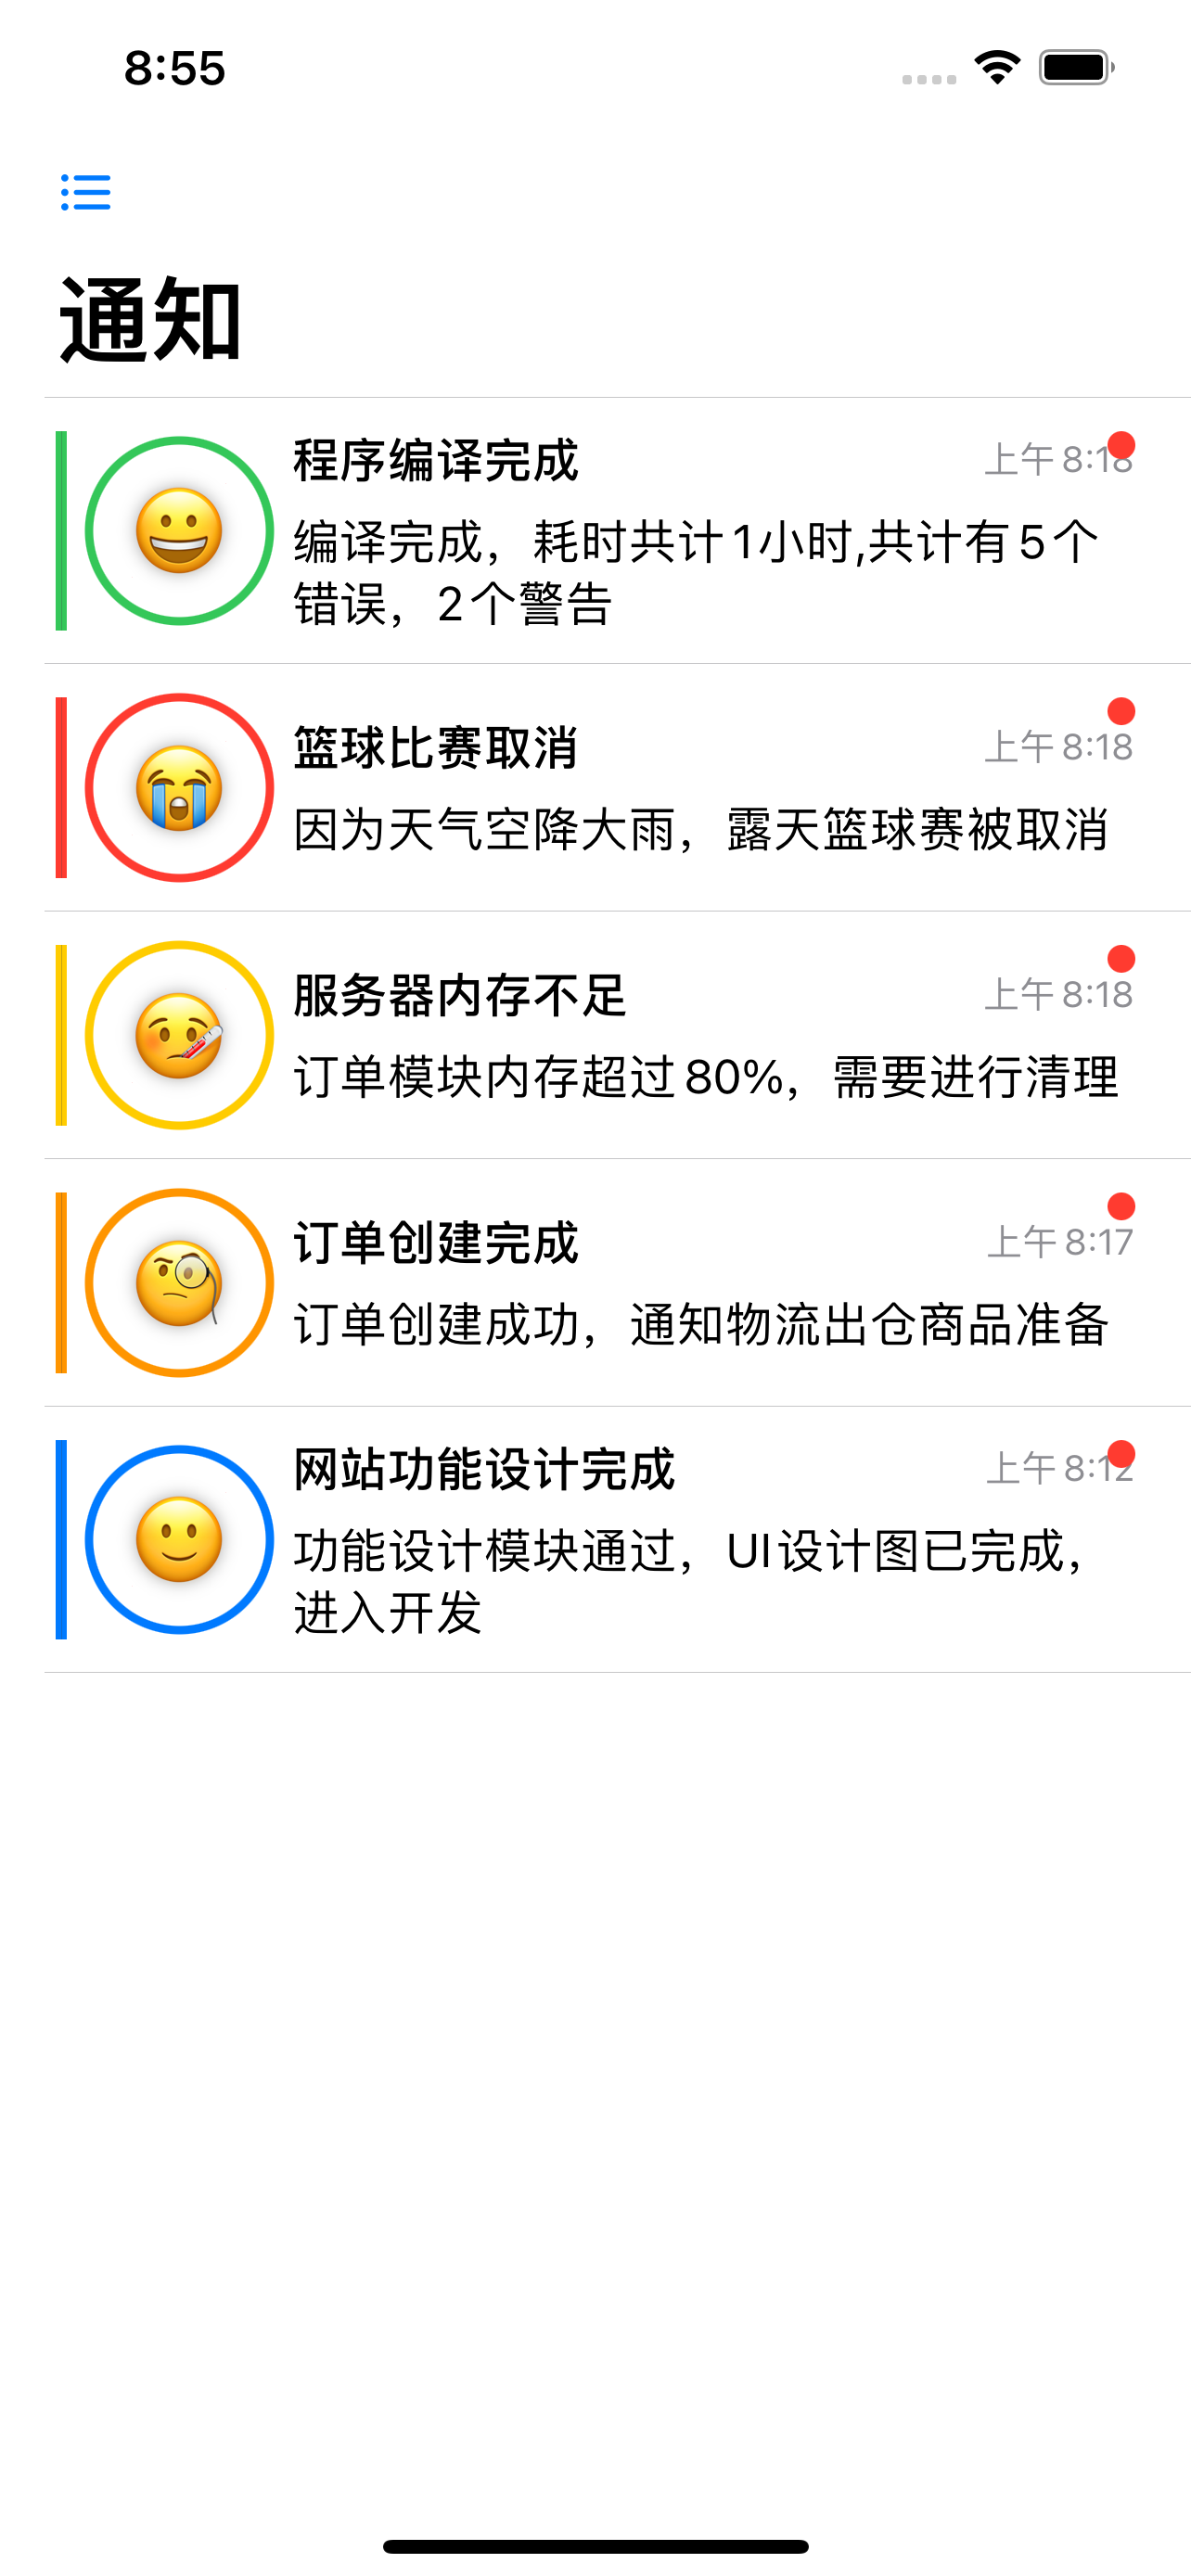 8:55
通知
程序编译完成
上午 8:18
编译完成，耗时共计1小时,共计有5个
错误，2个警告
篮球比赛取消
上午 8:18
因为天气空降大雨，露天篮球赛被取消
服务器内存不足
上午 8:18
订单模块内存超过80%，需要进行清理
订单创建完成
上午 8:17
订单创建成功，通知物流出仓商品准备
网站功能设计完成
上午 8:12
功能设计模块通过，UI设计图已完成，
进入开发